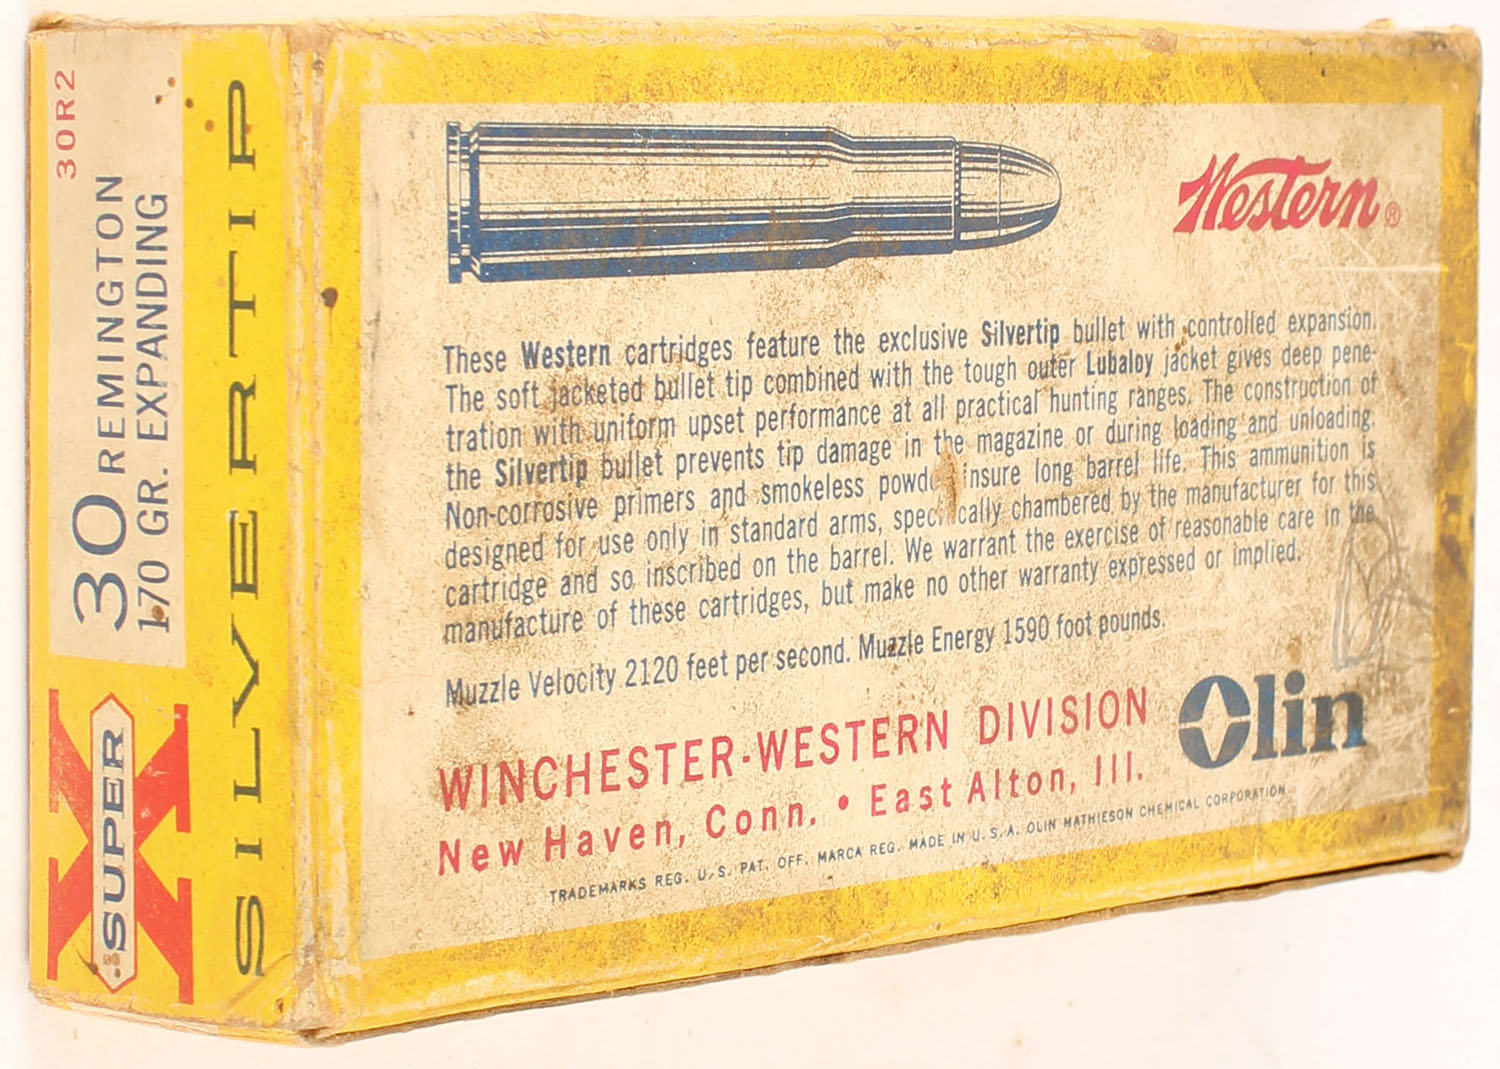 30R2
30 REMINGTON
170 GR. EXPANDING
SUPER
X
SILVERTIP
Western®
These Western cartridges feature the exclusive Silvertip bullet with controlled expansion.
The soft jacketed bullet tip combined with the tough outer Lubaloy jacket gives deep pene-
tration with uniform upset performance at all practical hunting ranges. The construction of
the Silvertip bullet prevents tip damage in the magazine or during loading and unloading.
Non-corrosive primers and smokeless powde insure long barrel life. This ammunition is
designed for use only in standard arms, specifically chambered by the manufacturer for this
cartridge and so inscribed on the barrel. We warrant the exercise of reasonable care in the
manufacture of these cartridges, but make no other warranty expressed or implied.
Muzzle Velocity 2120 feet per second. Muzzle Energy 1590 foot pounds.
WINCHESTER-WESTERN DIVISION
New Haven, Conn. • East Alton, Ill.
Olin
TRADEMARKS REG. U.S. PAT. OFF. MARCA REG. MADE IN U.S.A. OLIN MATHIESON CHEMICAL CORPORATION